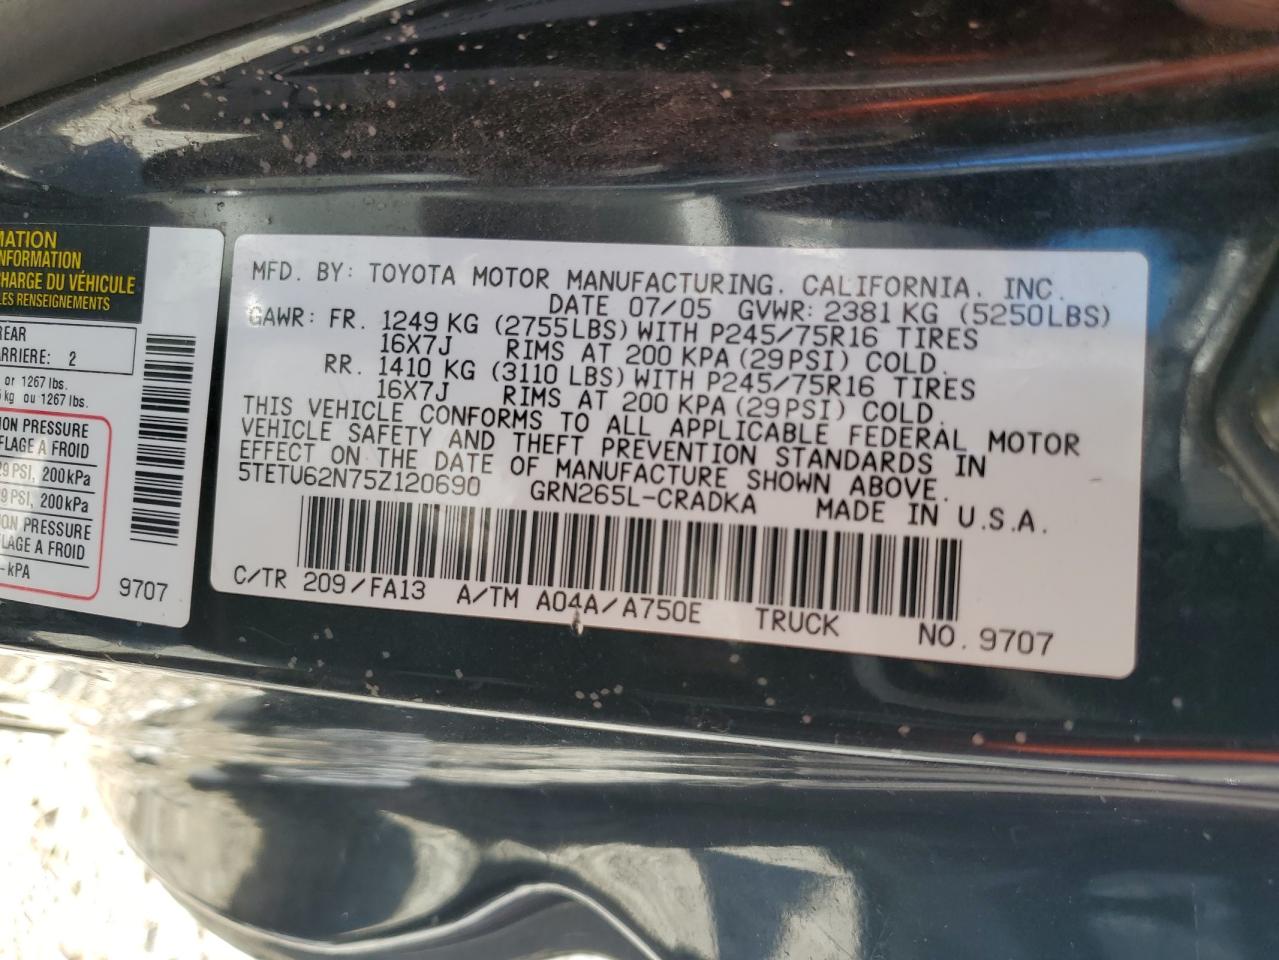 MATION
NFORMATION
CHARGE DU VÉHICULE
LES RENSEIGNEMENTS
REAR
ARRIERE: 2
or 1267 lbs.
kg ou 1267 lbs.
ION PRESSURE
FLAGE A FROID
29 PSI, 200kPa
29 PSI, 200kPa
ION PRESSURE
FLAGE A FROID
-kPA
9707
MFD. BY: TOYOTA MOTOR MANUFACTURING. CALIFORNIA. INC.
DATE 07/05 GVWR: 2381 KG (5250LBS)
GAWR: FR. 1249 KG (2755LBS) WITH P245/75R16 TIRES
16X7J RIMS AT 200 KPA (29PSI) COLD.
RR. 1410 KG (3110 LBS) WITH P245/75R16 TIRES
16X7J RIMS AT 200 KPA (29PSI) COLD.
THIS VEHICLE CONFORMS TO ALL APPLICABLE FEDERAL MOTOR
VEHICLE SAFETY AND THEFT PREVENTION STANDARDS IN
EFFECT ON THE DATE OF MANUFACTURE SHOWN ABOVE.
5TETU62N75Z120690 GRN265L-CRADKA MADE IN U.S.A.
C/TR 209/FA13 A/TM A04A/A750E TRUCK NO. 9707